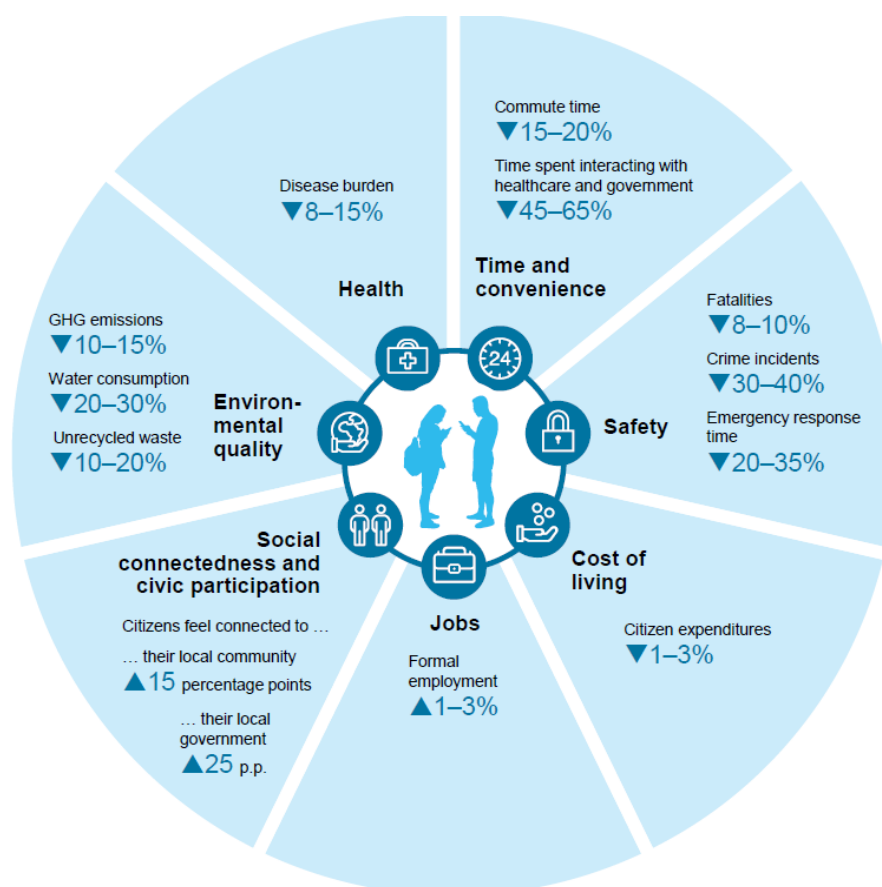 Commute time
▼15–20%
Time spent interacting with
healthcare and government
▼45–65%
Time and
convenience
24
Disease burden
▼8–15%
Health
Fatalities
▼8–10%
Crime incidents
▼30–40%
Emergency response
time
▼20–35%
Safety
GHG emissions
▼10–15%
Water consumption
▼20–30%
Unrecycled waste
▼10–20%
Environ-
mental
quality
Social
connectedness and
civic participation
Citizens feel connected to …
… their local community
▲15 percentage points
… their local
government
▲25 p.p.
Jobs
Formal
employment
▲1–3%
Cost of
living
Citizen expenditures
▼1–3%